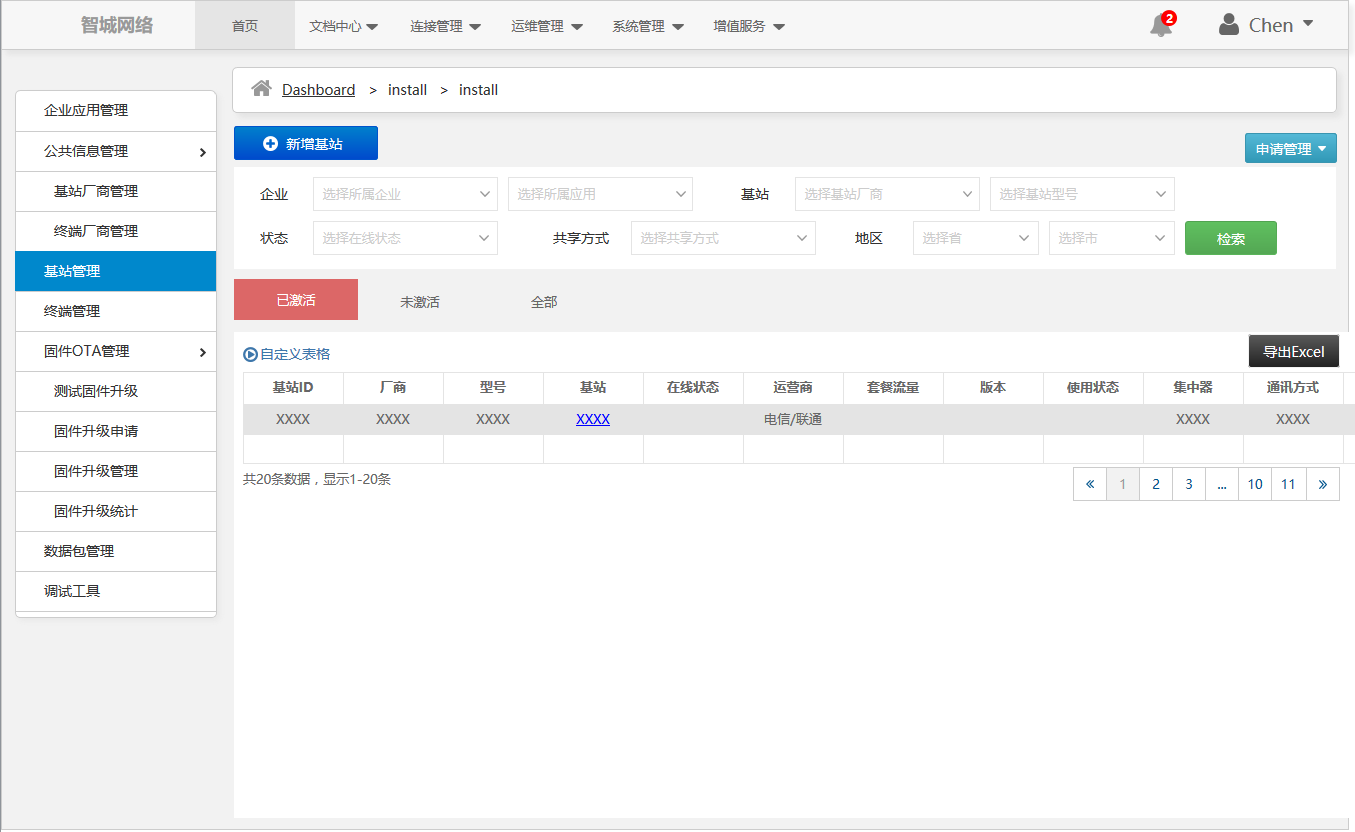 智城网络 首页 文档中心 连接管理 运维管理 系统管理 增值服务 2 Chen
企业应用管理
公共信息管理
基站厂商管理
终端厂商管理
基站管理
终端管理
固件OTA管理
测试固件升级
固件升级申请
固件升级管理
固件升级统计
数据包管理
调试工具
Dashboard > install > install
新增基站 申请管理
企业 选择所属企业 选择所属应用 基站 选择基站厂商 选择基站型号
状态 选择在线状态 共享方式 选择共享方式 地区 选择省 选择市 检索
已激活 未激活 全部
自定义表格 导出Excel
基站ID 厂商 型号 基站 在线状态 运营商 套餐流量 版本 使用状态 集中器 通讯方式
XXXX XXXX XXXX XXXX 电信/联通 XXXX XXXX
共20条数据，显示1-20条 « 1 2 3 ... 10 11 »